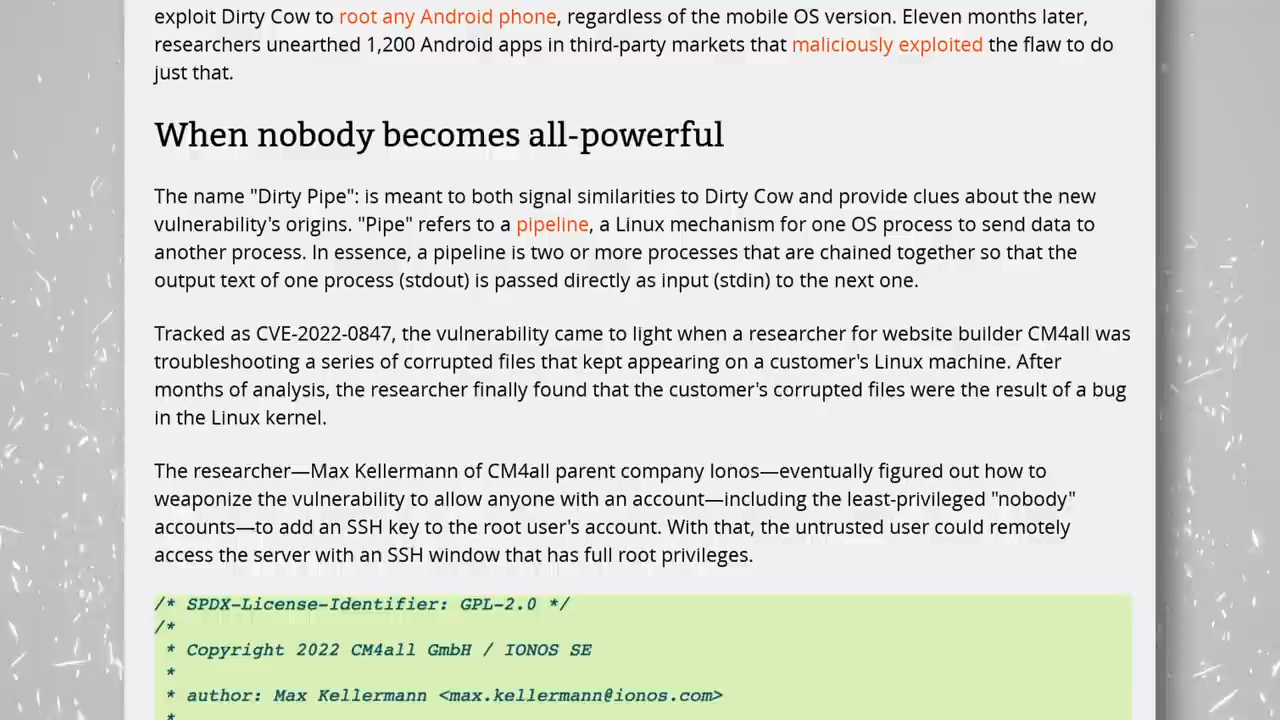 exploit Dirty Cow to root any Android phone, regardless of the mobile OS version. Eleven months later,
researchers unearthed 1,200 Android apps in third-party markets that maliciously exploited the flaw to do
just that.
When nobody becomes all-powerful
The name "Dirty Pipe": is meant to both signal similarities to Dirty Cow and provide clues about the new
vulnerability's origins. "Pipe" refers to a pipeline, a Linux mechanism for one OS process to send data to
another process. In essence, a pipeline is two or more processes that are chained together so that the
output text of one process (stdout) is passed directly as input (stdin) to the next one.
Tracked as CVE-2022-0847, the vulnerability came to light when a researcher for website builder CM4all was
troubleshooting a series of corrupted files that kept appearing on a customer's Linux machine. After
months of analysis, the researcher finally found that the customer's corrupted files were the result of a bug
in the Linux kernel.
The researcher—Max Kellermann of CM4all parent company Ionos—eventually figured out how to
weaponize the vulnerability to allow anyone with an account—including the least-privileged "nobody"
accounts—to add an SSH key to the root user's account. With that, the untrusted user could remotely
access the server with an SSH window that has full root privileges.
/* SPDX-License-Identifier: GPL-2.0 */
/*
* Copyright 2022 CM4all GmbH / IONOS SE
*
* author: Max Kellermann <max.kellermann@ionos.com>
*